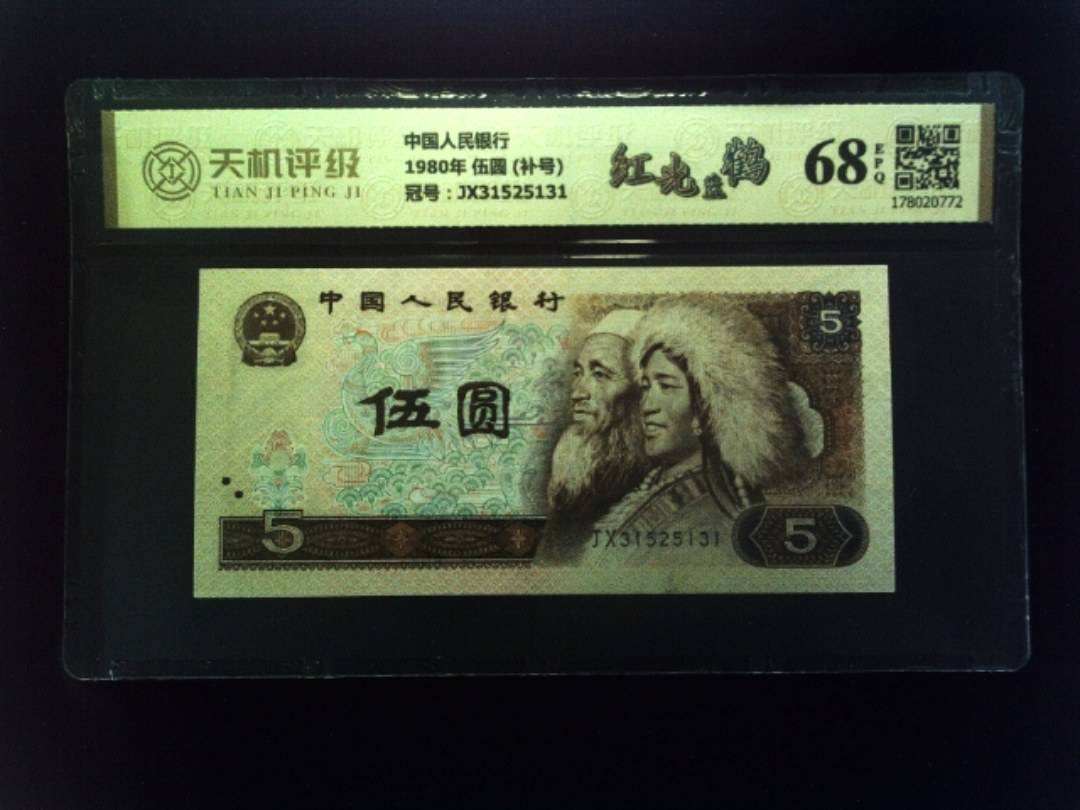 天机评级
TIAN JI PING JI
中国人民银行
1980年 伍圆 (补号)
冠号：JX31525131
红光蓝鹤
68
EPQ
178020772
中国人民银行
5
伍圆
5
JX31525131
5